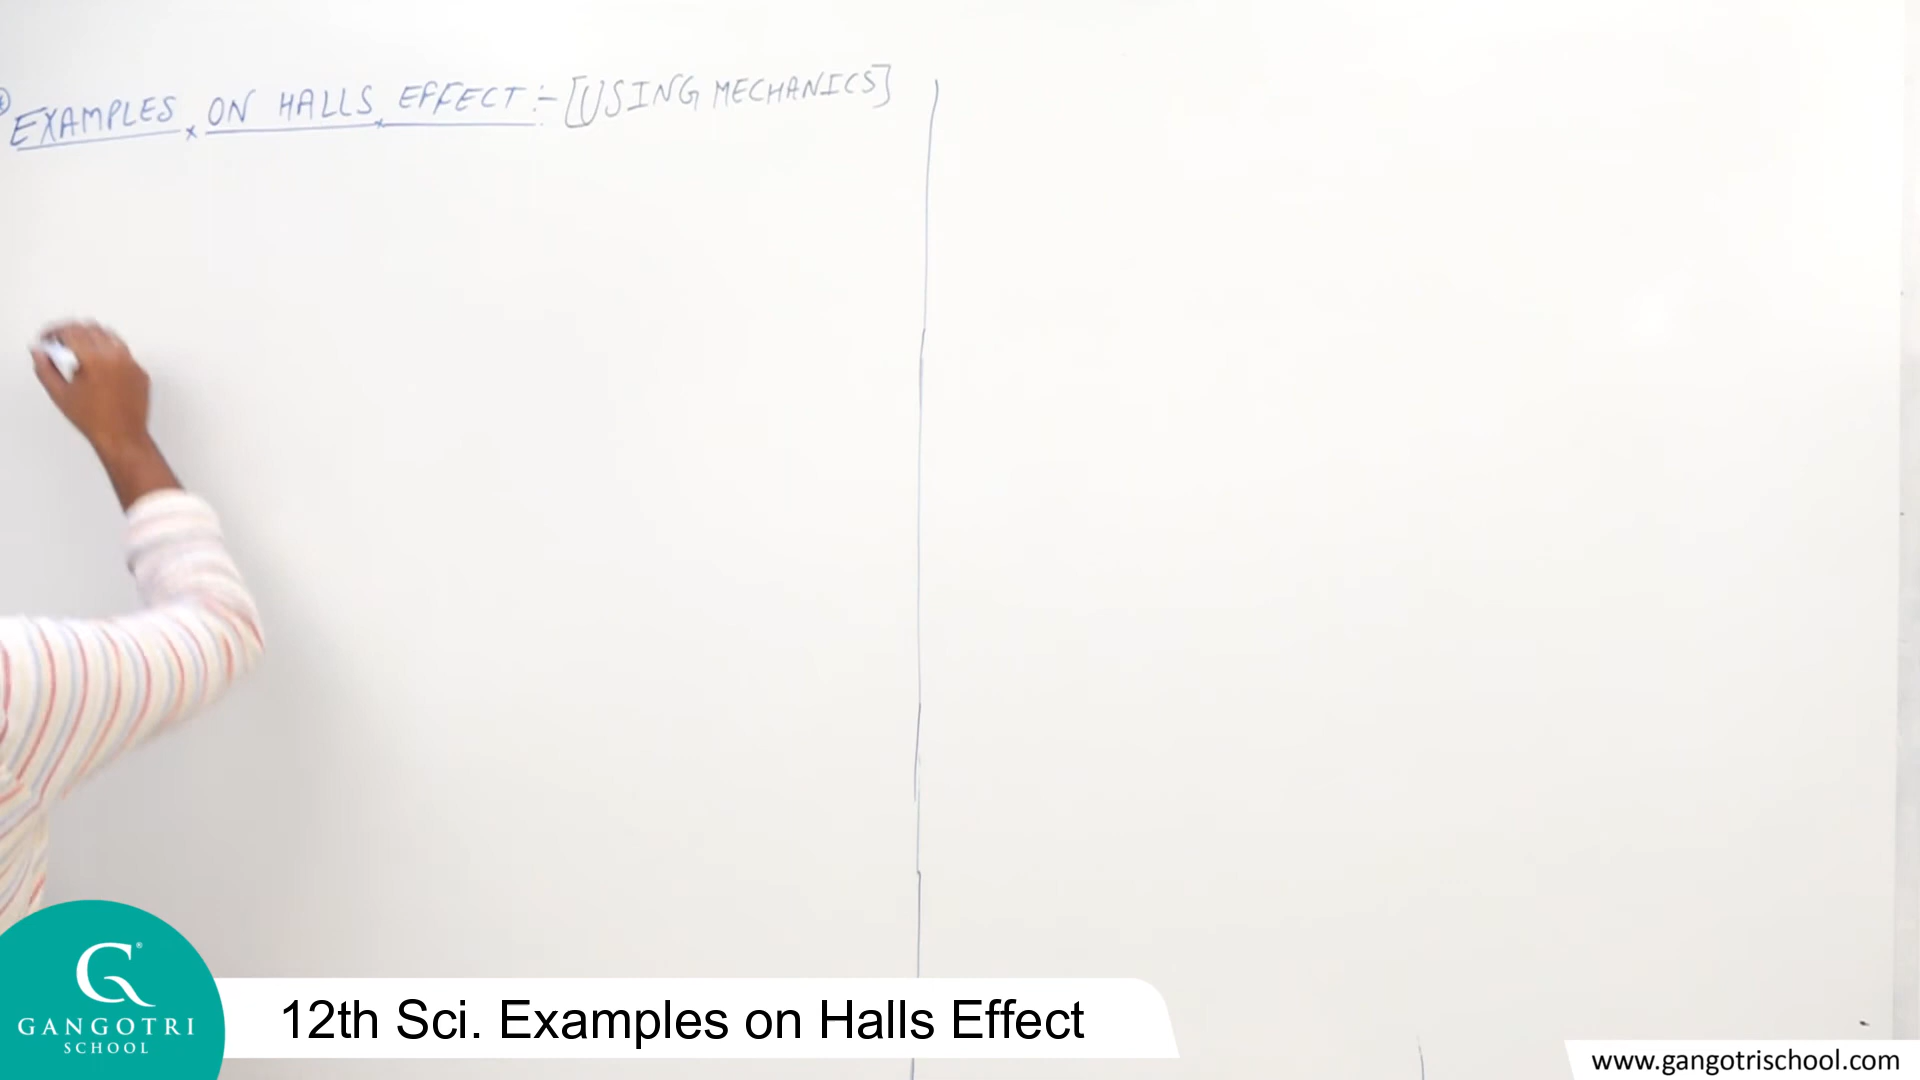 EXAMPLES ON HALLS EFFECT :- [USING MECHANICS]
G®
GANGOTRI
SCHOOL
12th Sci. Examples on Halls Effect
www.gangotrischool.com